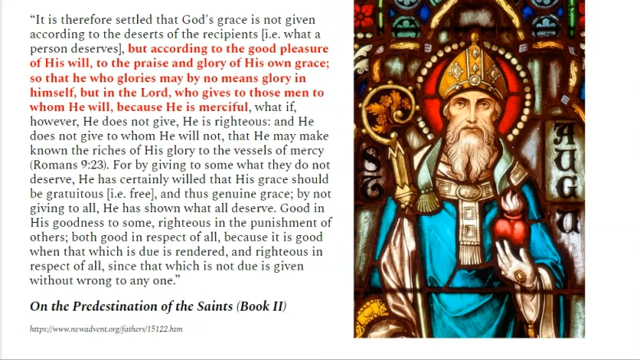 “It is therefore settled that God's grace is not given
according to the deserts of the recipients [i.e. what a
person deserves], but according to the good pleasure
of His will, to the praise and glory of His own grace;
so that he who glories may by no means glory in
himself, but in the Lord, who gives to those men to
whom He will, because He is merciful, what if,
however, He does not give, He is righteous: and He
does not give to whom He will not, that He may make
known the riches of His glory to the vessels of mercy
(Romans 9:23). For by giving to some what they do not
deserve, He has certainly willed that His grace should
be gratuitous [i.e. free], and thus genuine grace; by not
giving to all, He has shown what all deserve. Good in
His goodness to some, righteous in the punishment of
others; both good in respect of all, because it is good
when that which is due is rendered, and righteous in
respect of all, since that which is not due is given
without wrong to any one.”
On the Predestination of the Saints (Book II)
https://www.newadvent.org/fathers/15122.htm
ST
AUGU